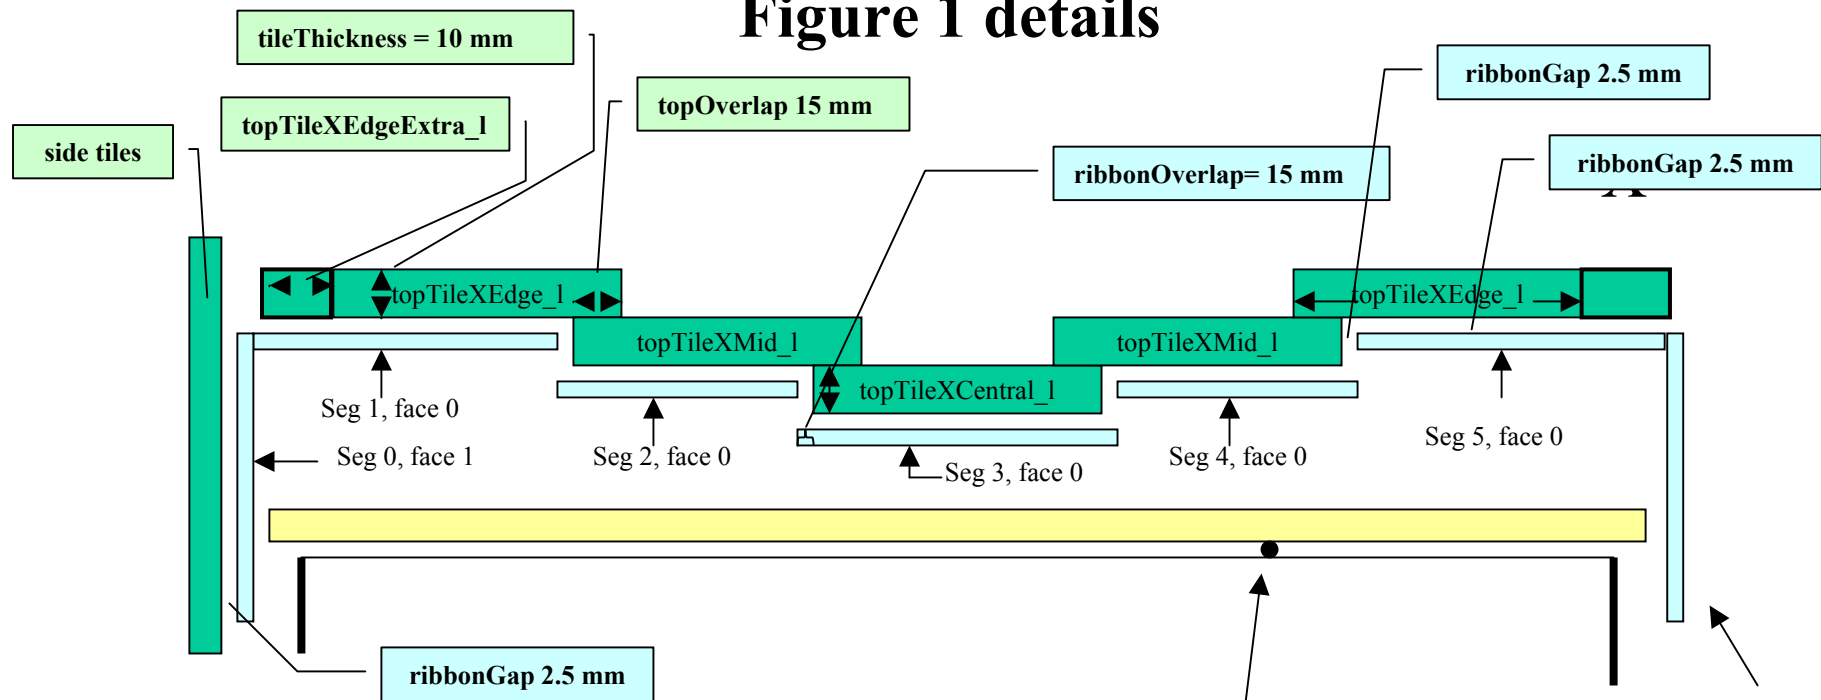 Figure 1 details
tileThickness = 10 mm
ribbonGap 2.5 mm
topOverlap 15 mm
topTileXEdgeExtra_l
side tiles
ribbonGap 2.5 mm
ribbonOverlap= 15 mm
topTileXEdge_l
topTileXEdge_l
topTileXMid_l
topTileXMid_l
topTileXCentral_l
Seg 1, face 0
Seg 0, face 1
Seg 2, face 0
Seg 3, face 0
Seg 4, face 0
Seg 5, face 0
ribbonGap 2.5 mm